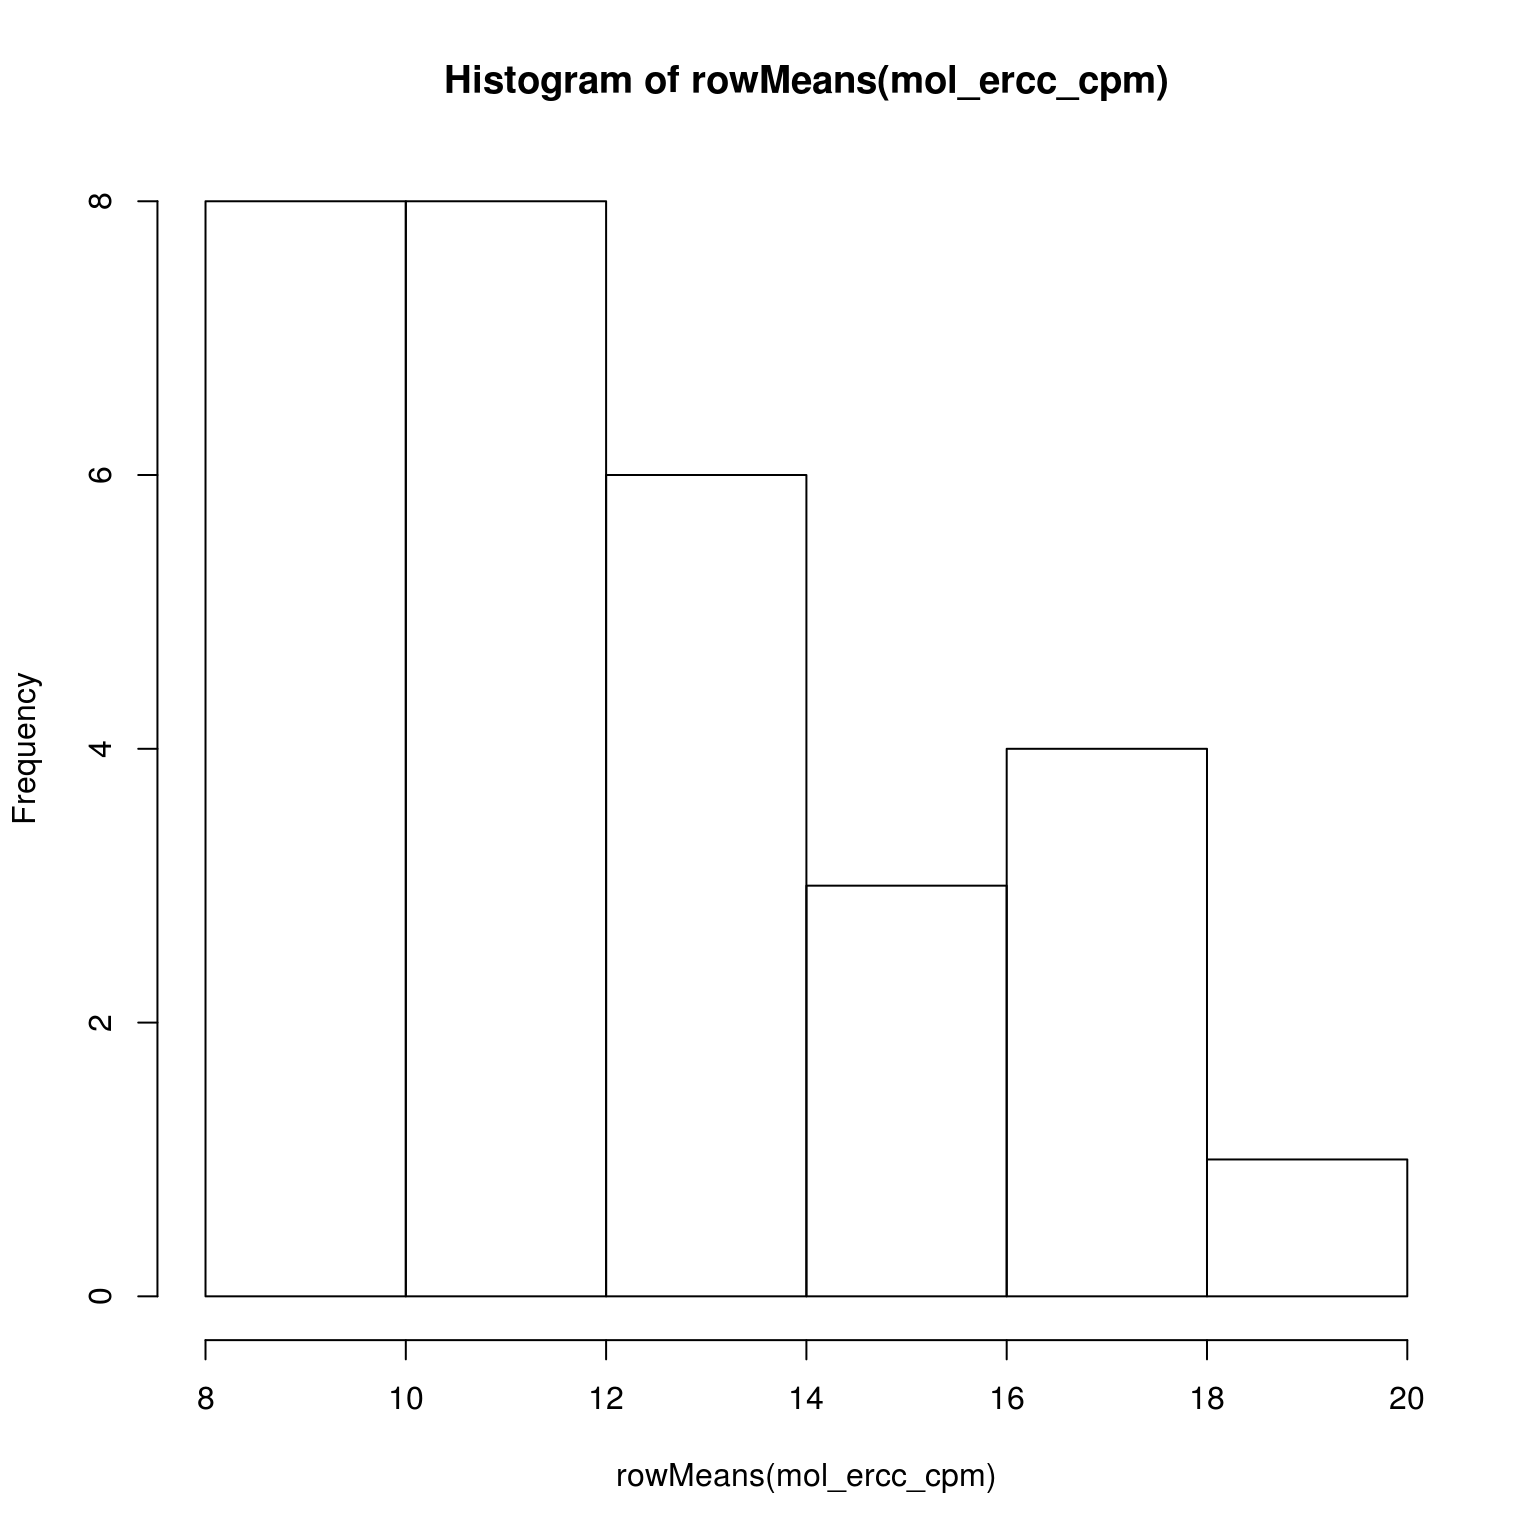 Histogram of rowMeans(mol_ercc_cpm)
8
6
4
2
0
Frequency
8 10 12 14 16 18 20
rowMeans(mol_ercc_cpm)